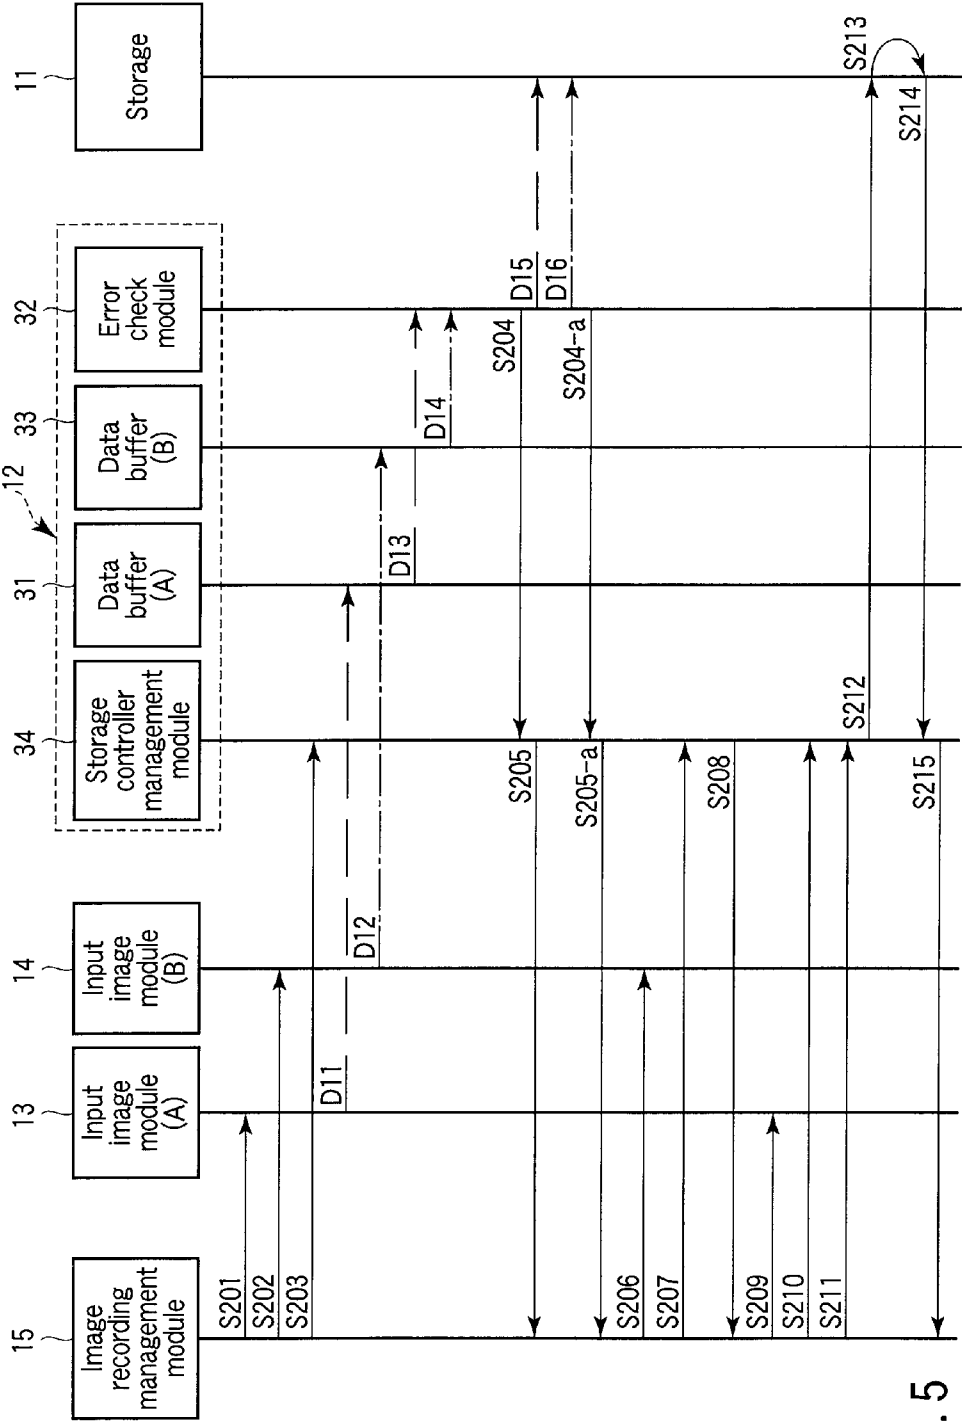 15
Image
recording
management
module
13
Input
image
module
(A)
14
Input
image
module
(B)
34
Storage
controller
management
module
31
Data
buffer
(A)
12
33
Data
buffer
(B)
32
Error
check
module
11
Storage
S201
S202
S203
D11
D12
D13
D14
S204
D15
D16
S204-a
S205
S205-a
S206
S207
S208
S209
S210
S211
S212
S213
S214
S215
. 5